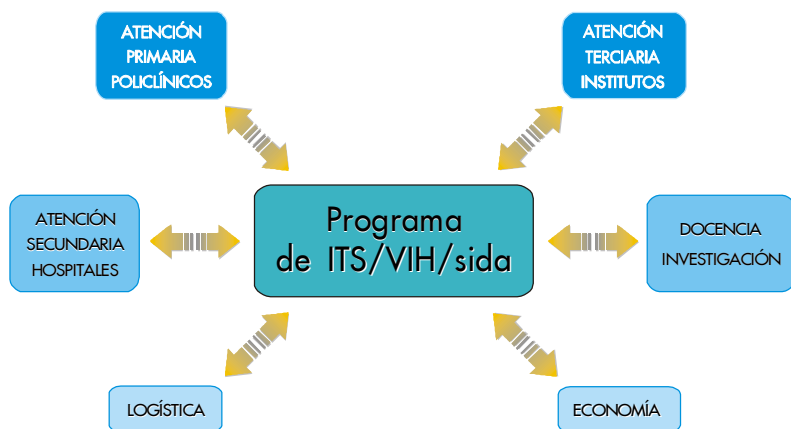 ATENCIÓN
PRIMARIA
POLICLÍNICOS
ATENCIÓN
TERCIARIA
INSTITUTOS
ATENCIÓN
SECUNDARIA
HOSPITALES
Programa
de ITS/VIH/sida
DOCENCIA
INVESTIGACIÓN
LOGÍSTICA
ECONOMÍA